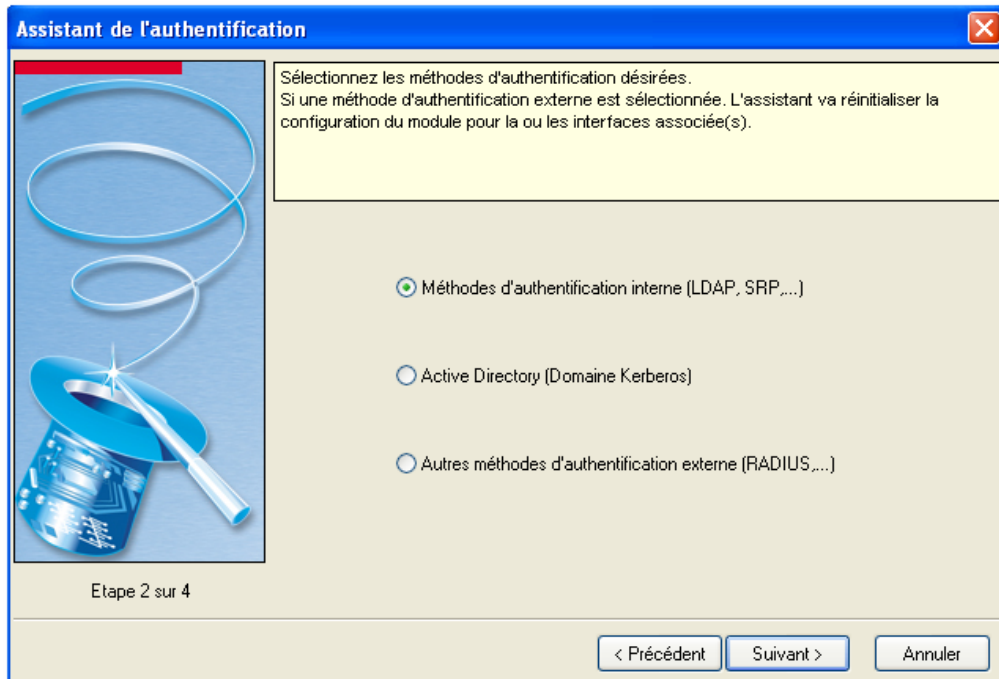 Assistant de l'authentification
Sélectionnez les méthodes d'authentification désirées.
Si une méthode d'authentification externe est sélectionnée. L'assistant va réinitialiser la
configuration du module pour la ou les interfaces associée(s).
Méthodes d'authentification interne (LDAP, SRP,...)
Active Directory (Domaine Kerberos)
Autres méthodes d'authentification externe (RADIUS,...)
Etape 2 sur 4
< Précédent
Suivant >
Annuler